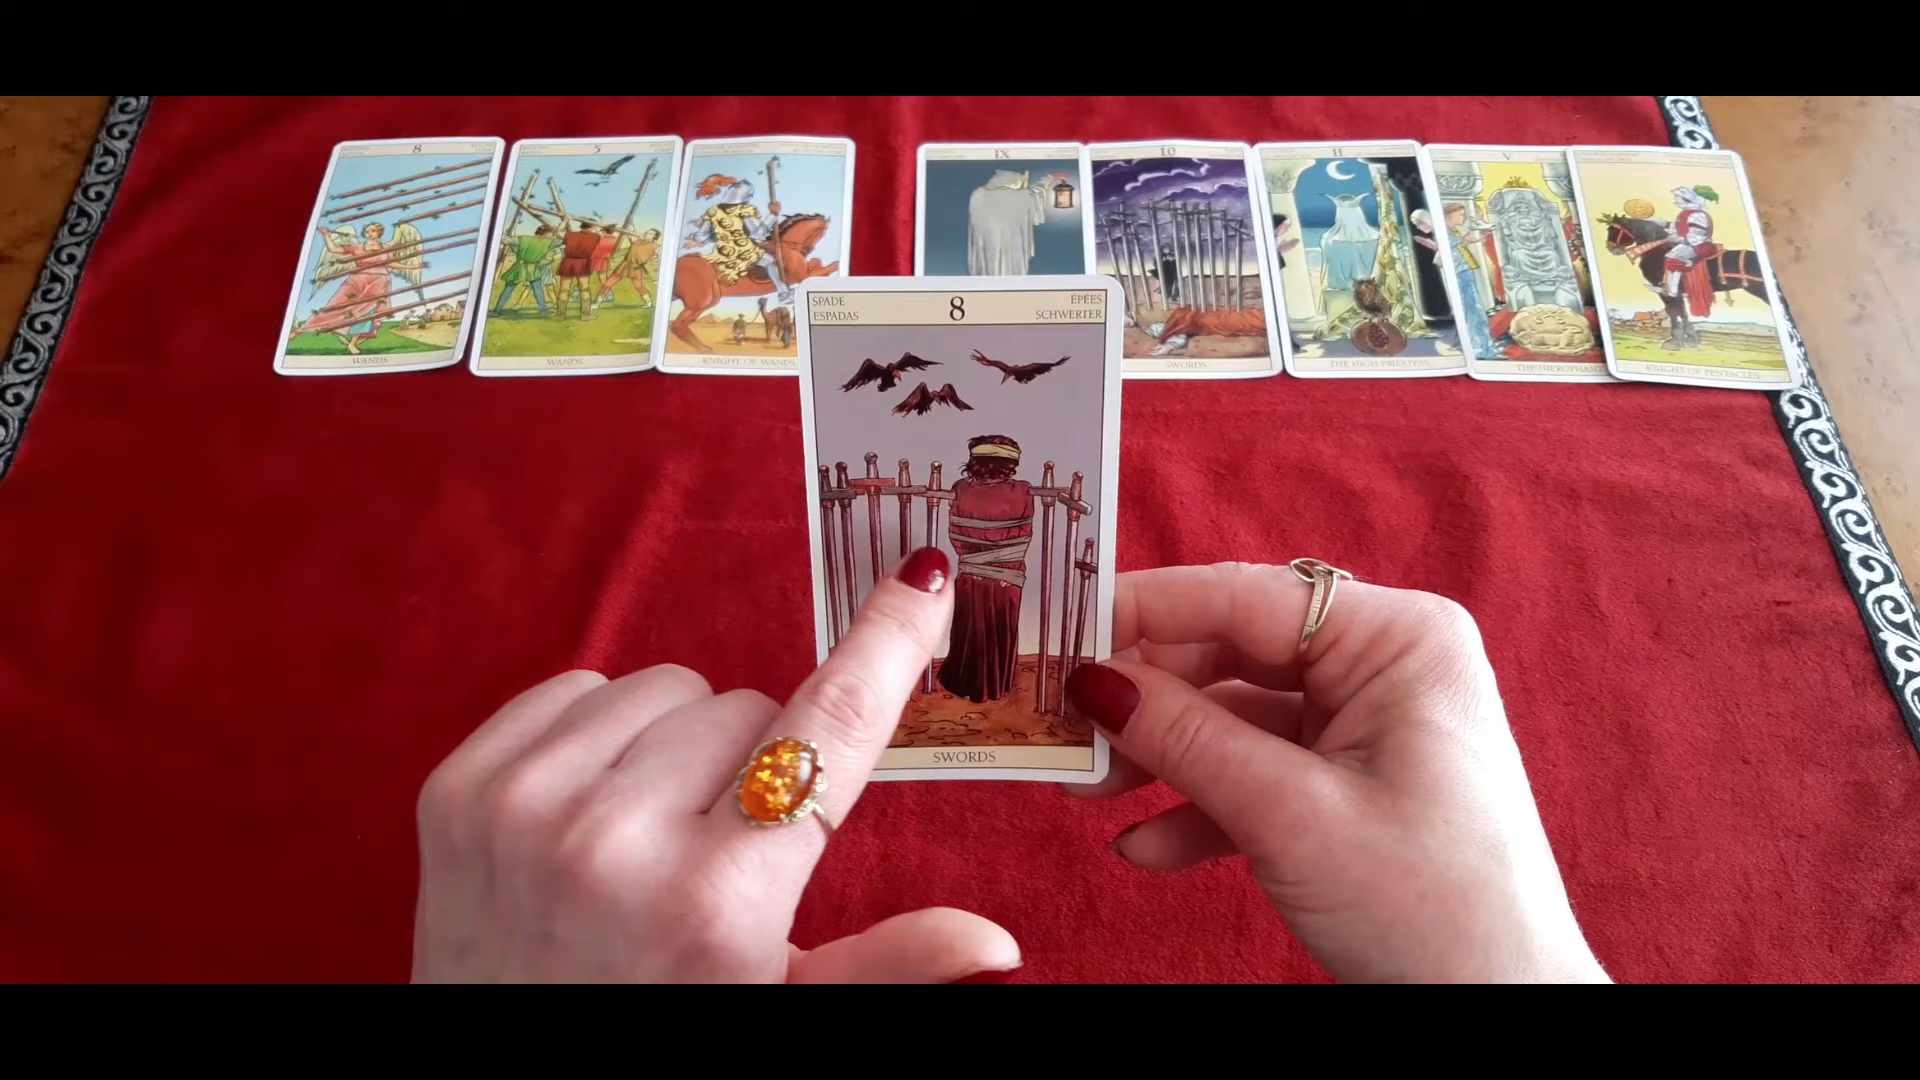 8
WANDS
5
WANDS
KNIGHT OF WANDS
IX
10
SWORDS
II
THE HIGH PRIESTESS
V
THE HIEROPHANT
KNIGHT OF PENTACLES
SPADE
ESPADAS
8
ÉPÉES
SCHWERTER
SWORDS